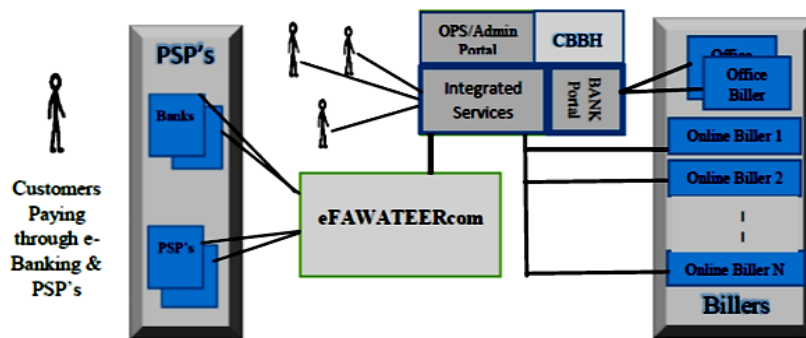 PSP's
Banks
PSP's
Customers
Paying
through e-
Banking &
PSP's
OPS/Admin
Portal
CBBH
Integrated
Services
BANK
Portal
eFAWATEERcom
Office
Office
Biller
Online Biller 1
Online Biller 2
Online Biller N
Billers